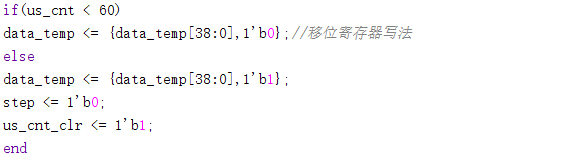 if(us_cnt < 60)
data_temp <= {data_temp[38:0],1'b0};//移位寄存器写法
else
data_temp <= {data_temp[38:0],1'b1};
step <= 1'b0;
us_cnt_clr <= 1'b1;
end